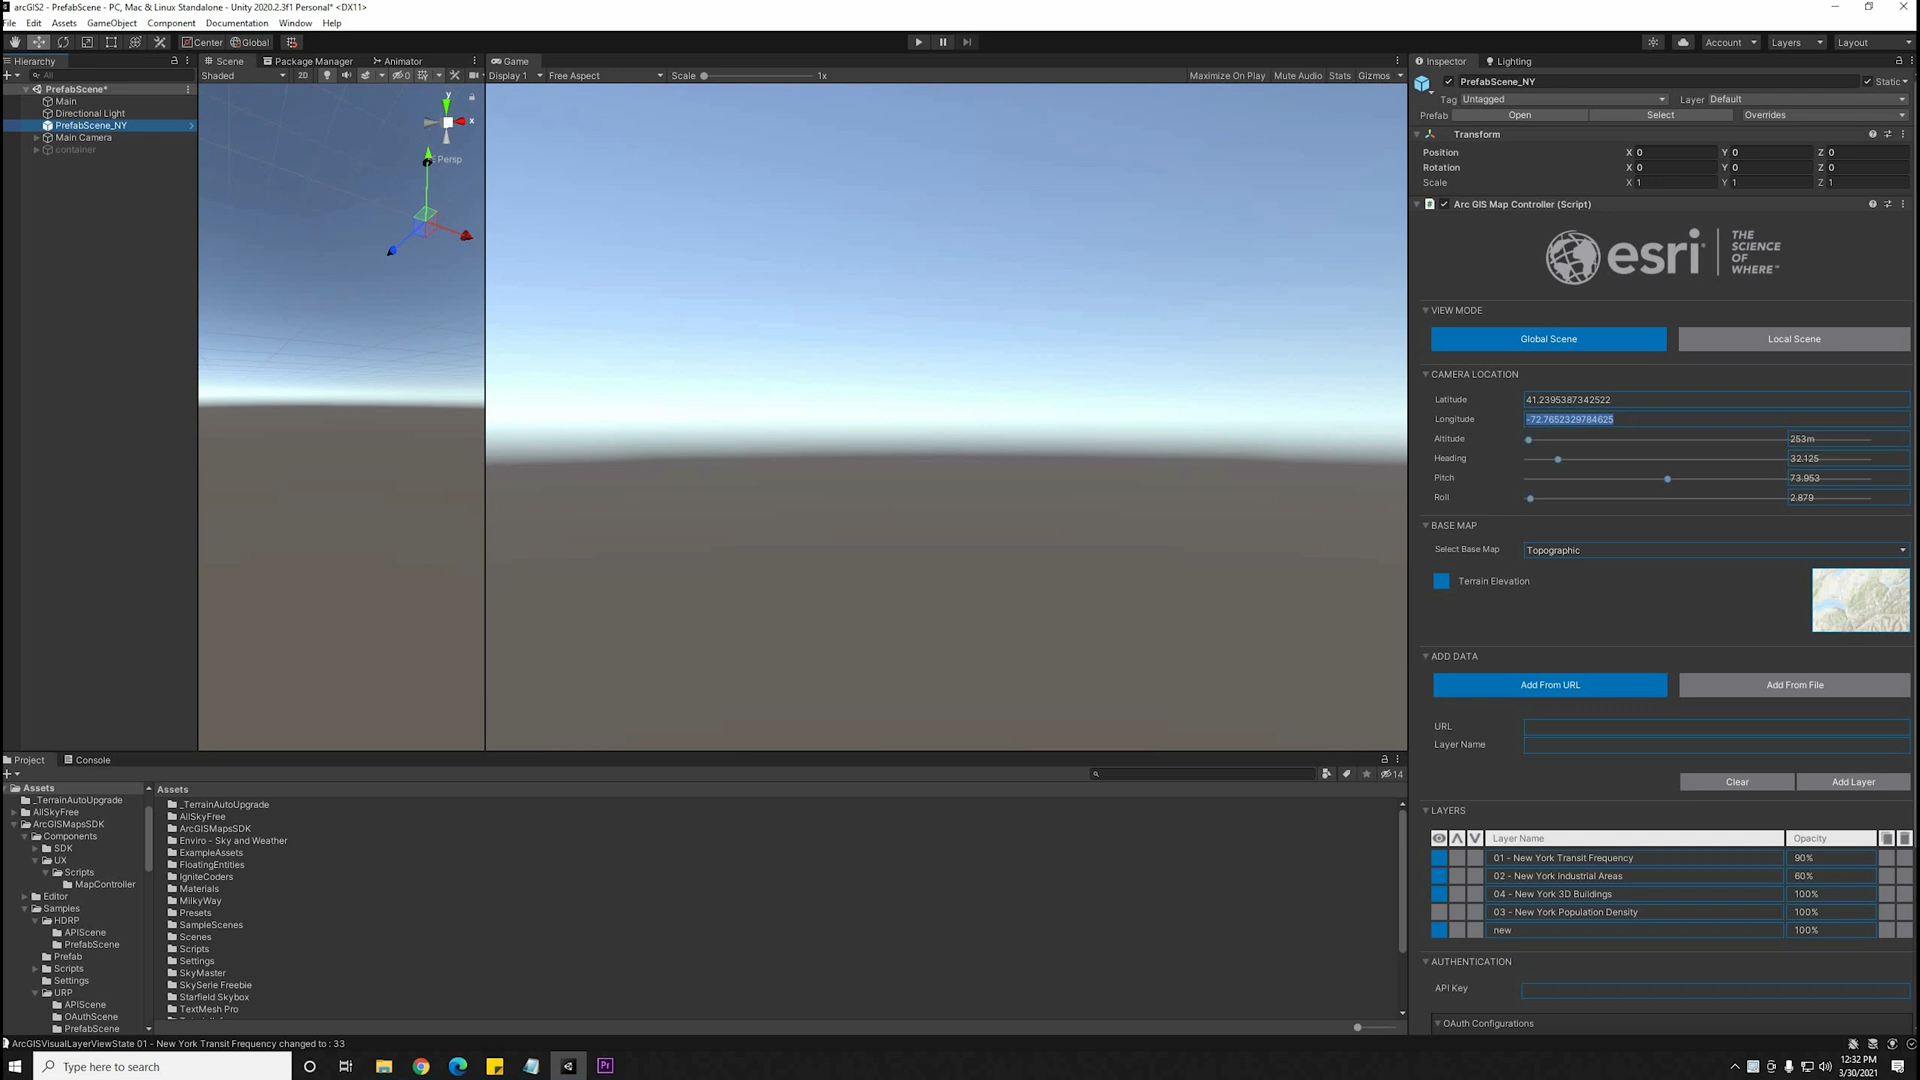 arcGIS2 - PrefabScene - PC, Mac & Linux Standalone - Unity 2020.2.3f1 Personal* <DX11>
File Edit Assets GameObject Component Documentation Window Help
Center Global
Account Layers Layout
Hierarchy
All
PrefabScene*
Main
Directional Light
PrefabScene_NY
Main Camera
container
Scene Package Manager Animator
Shaded 2D 0
y
x
Persp
Game
Display 1 Free Aspect Scale 1x Maximize On Play Mute Audio Stats Gizmos
Inspector Lighting
PrefabScene_NY Static
Tag Untagged Layer Default
Prefab Open Select Overrides
Transform
Position X 0 Y 0 Z 0
Rotation X 0 Y 0 Z 0
Scale X 1 Y 1 Z 1
Arc GIS Map Controller (Script)
esri THE SCIENCE OF WHERE™
VIEW MODE
Global Scene Local Scene
CAMERA LOCATION
Latitude 41.2395387342522
Longitude -72.7652329784625
Altitude 253m
Heading 32.125
Pitch 73.953
Roll 2.879
BASE MAP
Select Base Map Topographic
Terrain Elevation
ADD DATA
Add From URL Add From File
URL
Layer Name
Clear Add Layer
LAYERS
Layer Name Opacity
01 - New York Transit Frequency 90%
02 - New York Industrial Areas 60%
04 - New York 3D Buildings 100%
03 - New York Population Density 100%
new 100%
AUTHENTICATION
API Key
OAuth Configurations
Project Console
14
Assets
_TerrainAutoUpgrade
AllSkyFree
ArcGISMapsSDK
Components
SDK
UX
Scripts
MapController
Editor
Samples
HDRP
APIScene
PrefabScene
Prefab
Scripts
Settings
URP
APIScene
OAuthScene
PrefabScene
Assets
_TerrainAutoUpgrade
AllSkyFree
ArcGISMapsSDK
Enviro - Sky and Weather
ExampleAssets
FloatingEntities
IgniteCoders
Materials
MilkyWay
Presets
SampleScenes
Scenes
Scripts
Settings
SkyMaster
SkySerie Freebie
Starfield Skybox
TextMesh Pro
ArcGISVisualLayerViewState 01 - New York Transit Frequency changed to : 33
Type here to search
Pr
12:32 PM
3/30/2021